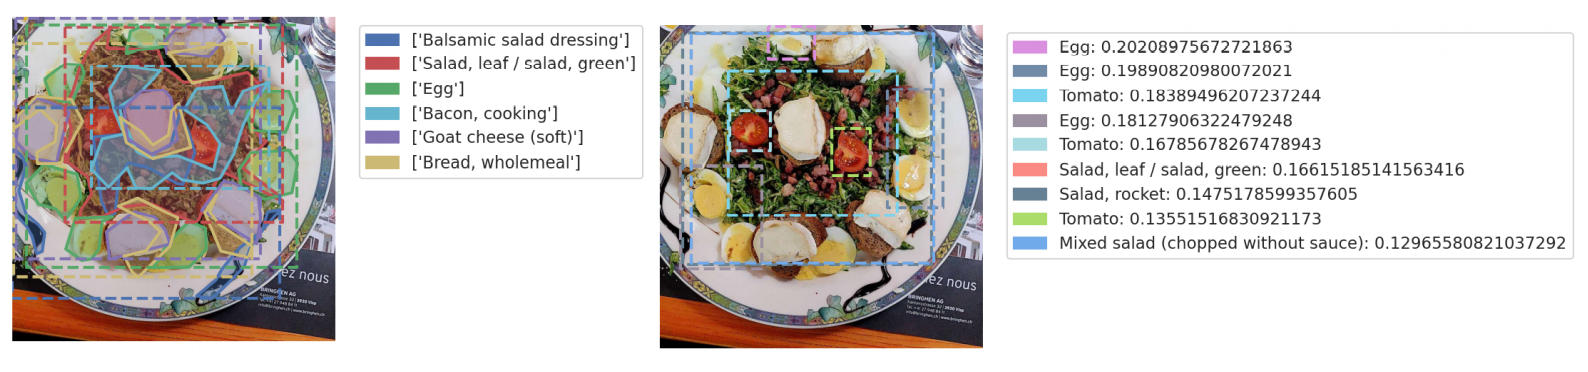 ['Balsamic salad dressing']
['Salad, leaf / salad, green']
['Egg']
['Bacon, cooking']
['Goat cheese (soft)']
['Bread, wholemeal']
ez nous
BRINGHEN AG
Egg: 0.20208975672721863
Egg: 0.19890820980072021
Tomato: 0.18389496207237244
Egg: 0.18127906322479248
Tomato: 0.16785678267478943
Salad, leaf / salad, green: 0.16615185141563416
Salad, rocket: 0.1475178599357605
Tomato: 0.13551516830921173
Mixed salad (chopped without sauce): 0.12965580821037292
ez nous
BRINGHEN AG